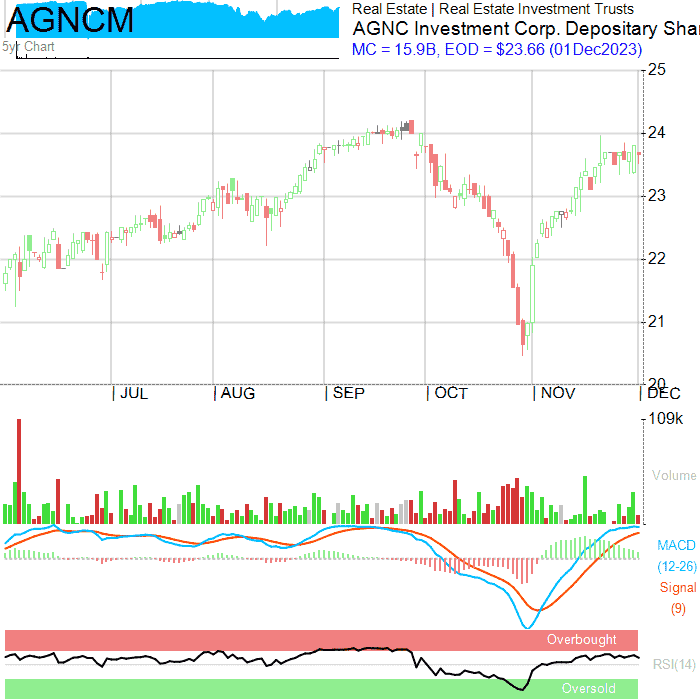 AGNCM
Real Estate | Real Estate Investment Trusts
AGNC Investment Corp. Depositary Shar
5yr Chart
MC = 15.9B, EOD = $23.66 (01Dec2023)
25
24
23
22
21
20
JUL
AUG
SEP
OCT
NOV
DEC
109k
Volume
MACD
(12-26)
Signal
(9)
Overbought
RSI(14)
Oversold